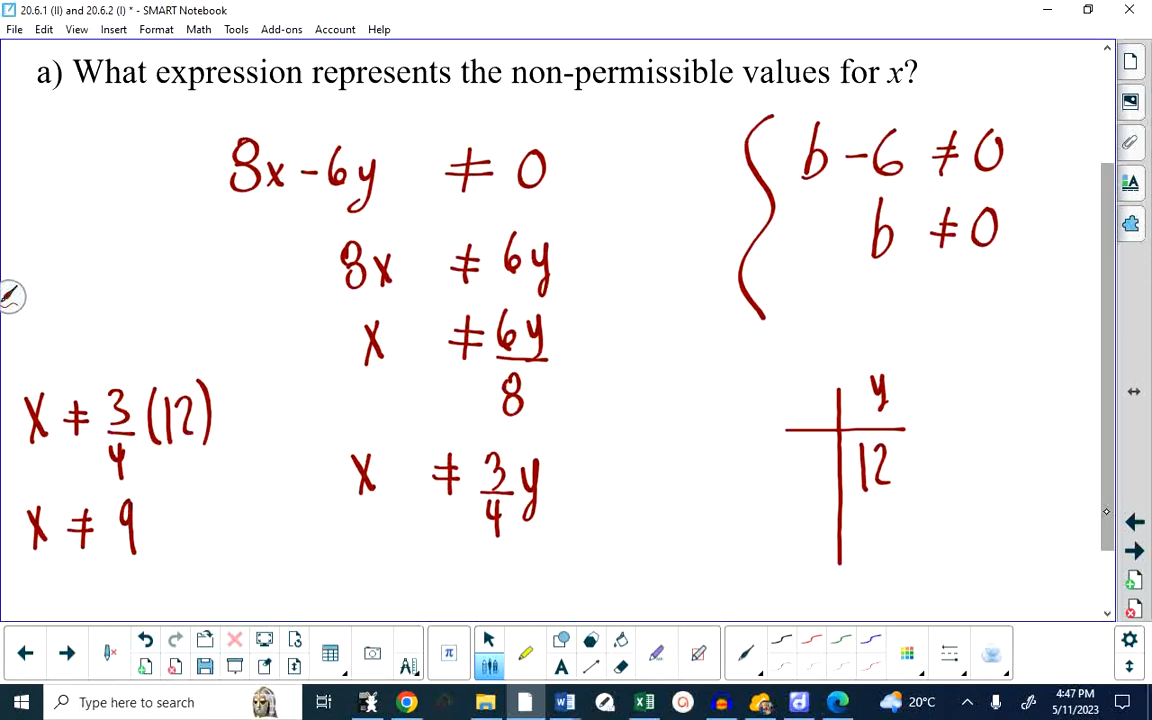 20.6.1 (II) and 20.6.2 (I) * - SMART Notebook
File Edit View Insert Format Math Tools Add-ons Account Help
a) What expression represents the non-permissible values for x?
8x - 6y ≠ 0
8x ≠ 6y
x ≠ 6y/8
x ≠ 3/4 y
b - 6 ≠ 0
b ≠ 0
x ≠ 3/4 (12)
x ≠ 9
y
12
π
A
Type here to search
20°C
4:47 PM
5/11/2023